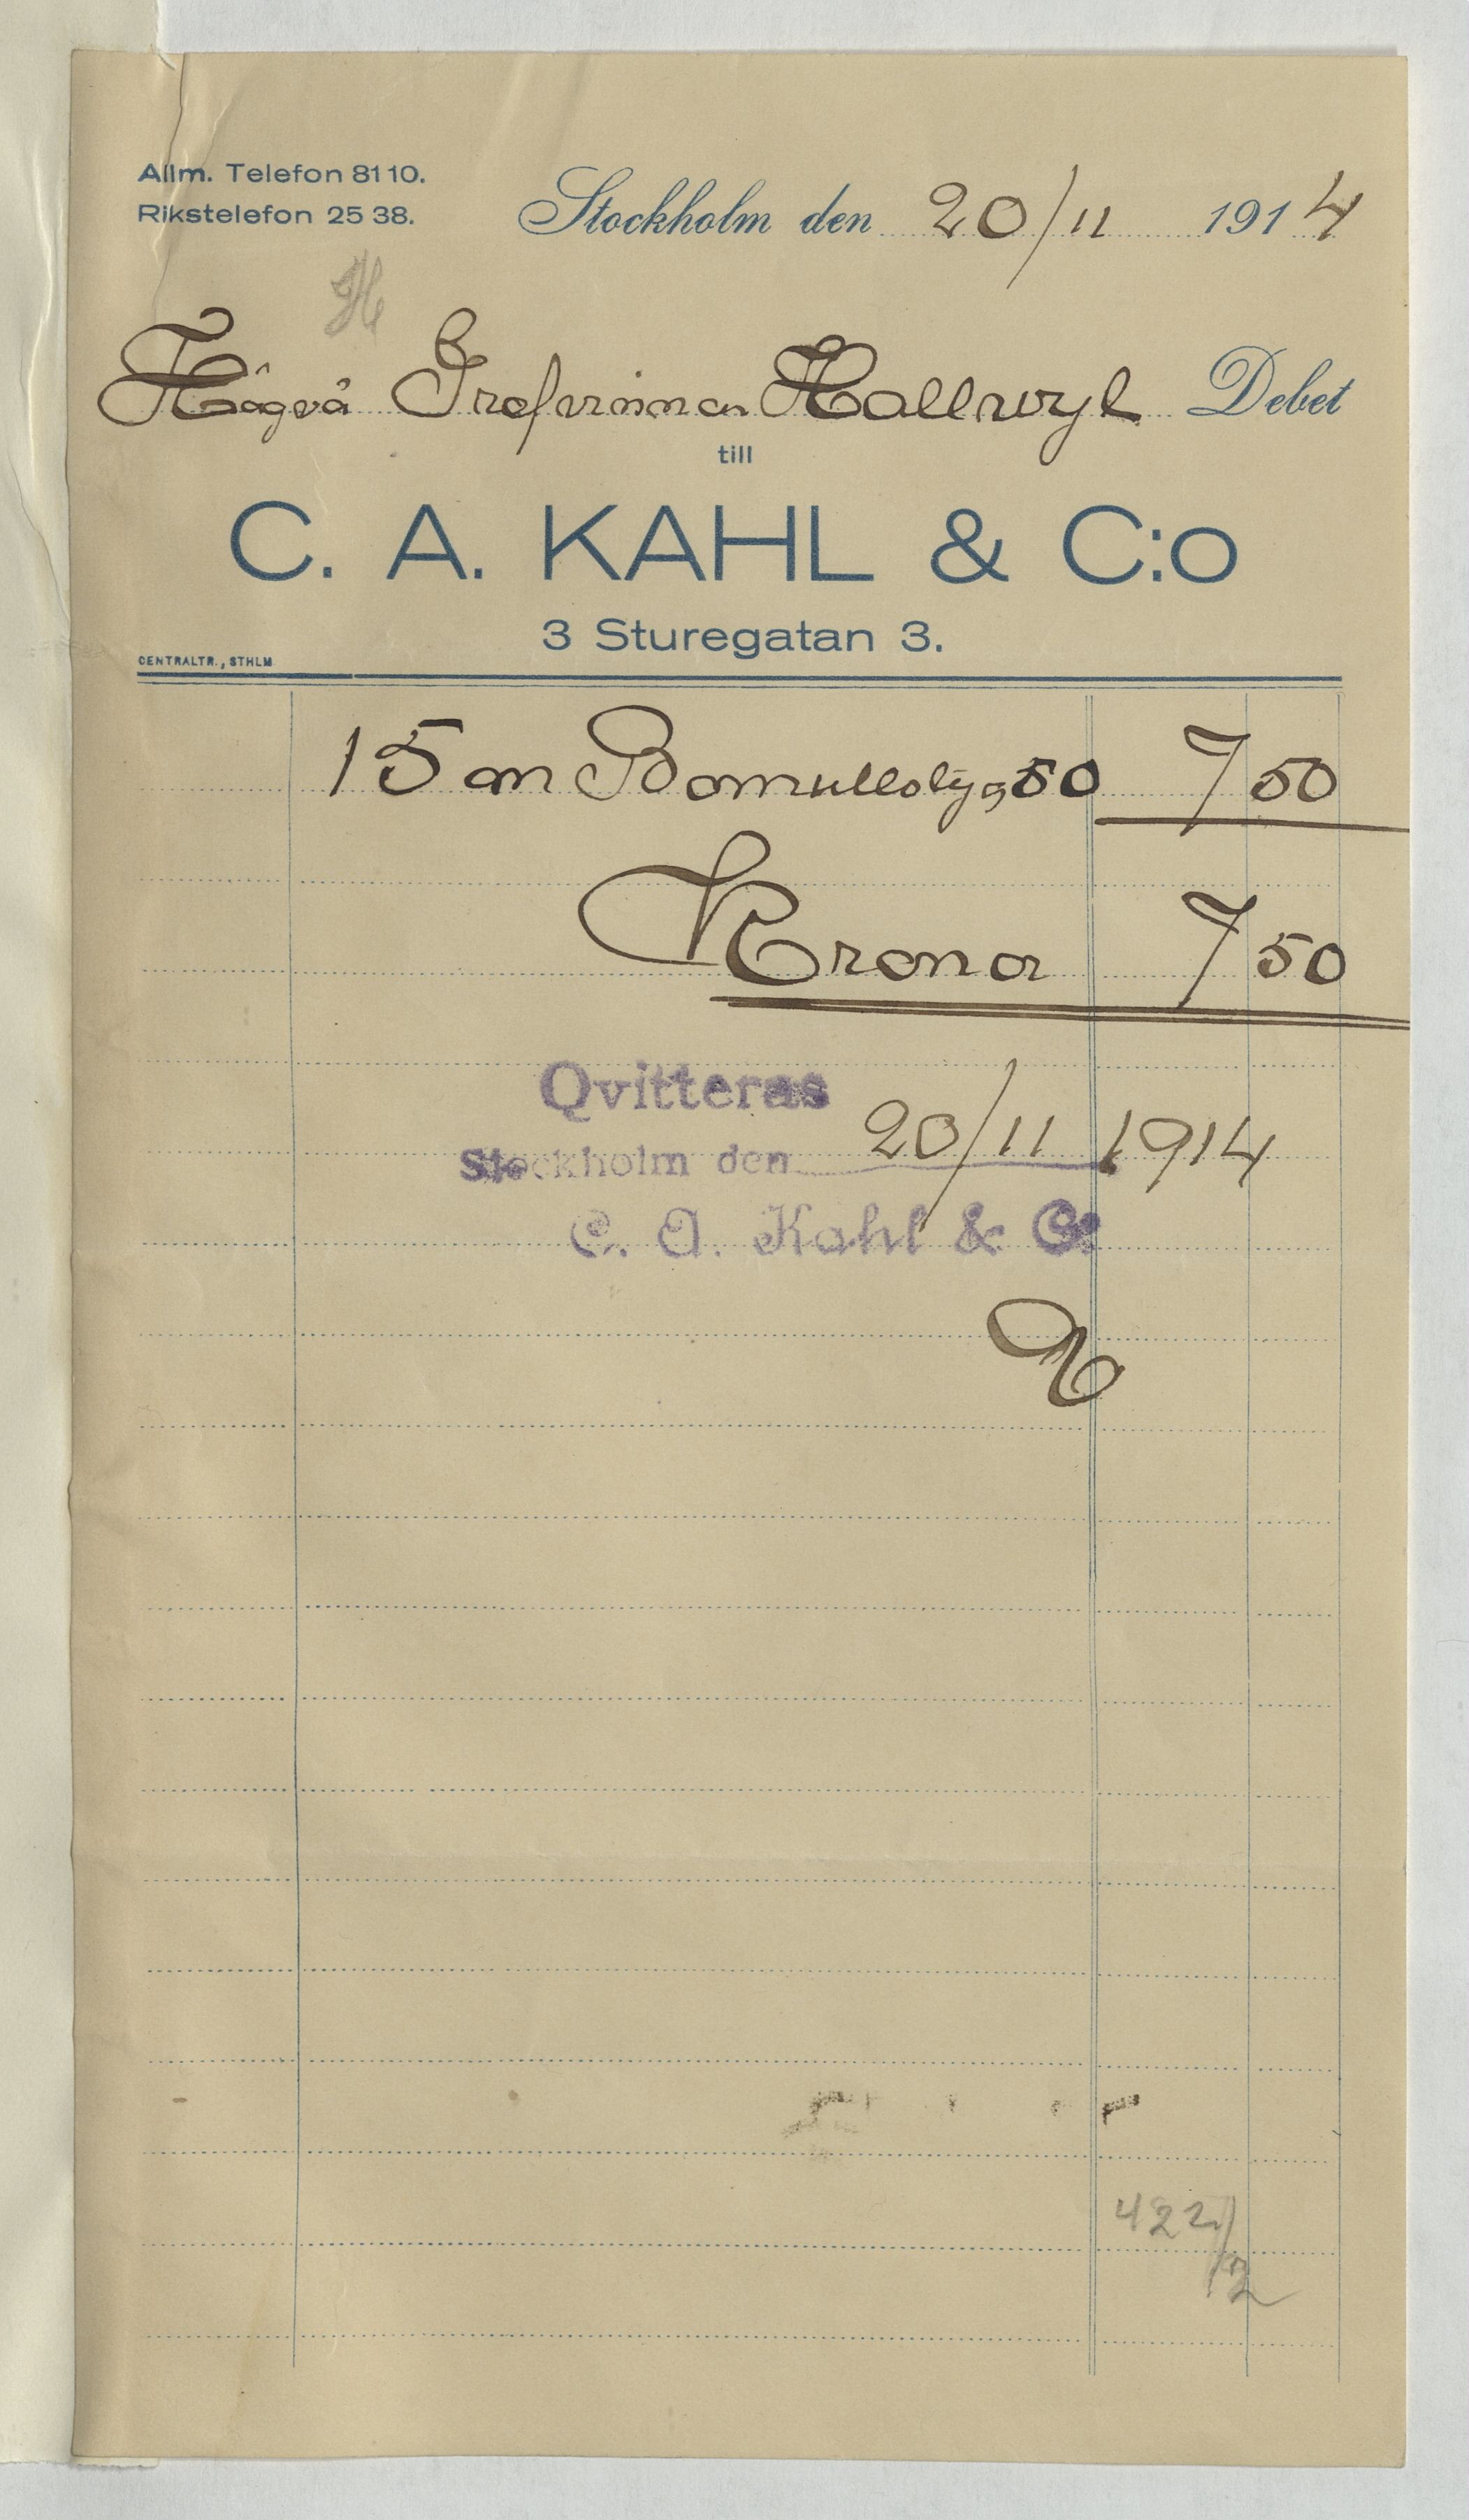 Allm. Telefon 81 10.
Rikstelefon 25 38.
Stockholm den 20/11 1914
H
Högvå Grefvinnan Hallwyl Debet
till
C. A. KAHL & C:o
3 Sturegatan 3.
CENTRALTR., STHLM
15 m Bomullstyg 50 7 50
Kronor 7 50
Qvitteras
Stockholm den 20/11 1914
C. A. Kahl & Co
422/2